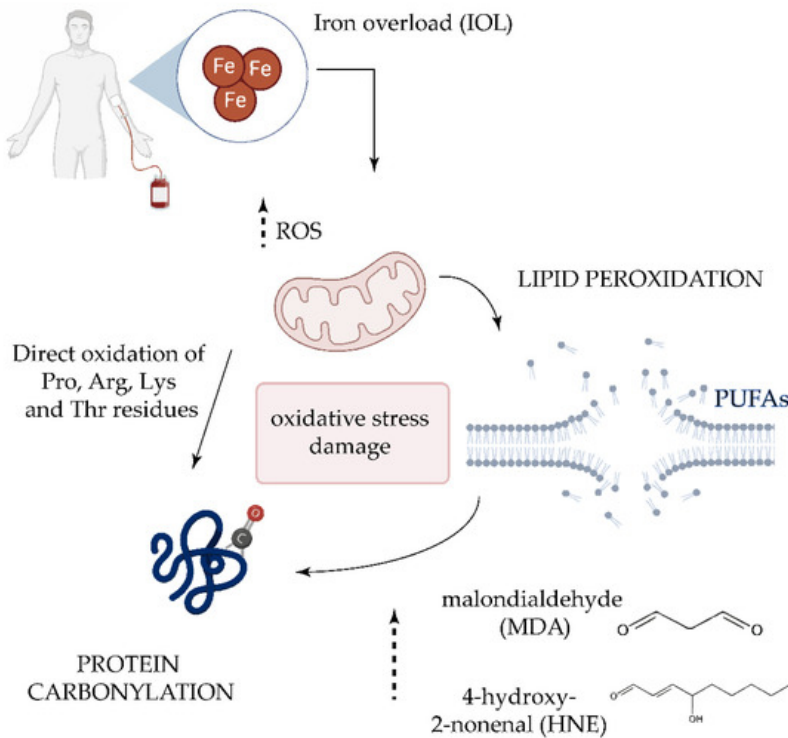 Iron overload (IOL)
Fe
Fe
Fe
ROS
LIPID PEROXIDATION
Direct oxidation of
Pro, Arg, Lys
and Thr residues
PUFAs
oxidative stress
damage
O
C
malondialdehyde
(MDA)
O
O
PROTEIN
CARBONYLATION
4-hydroxy-
2-nonenal (HNE)
O
OH